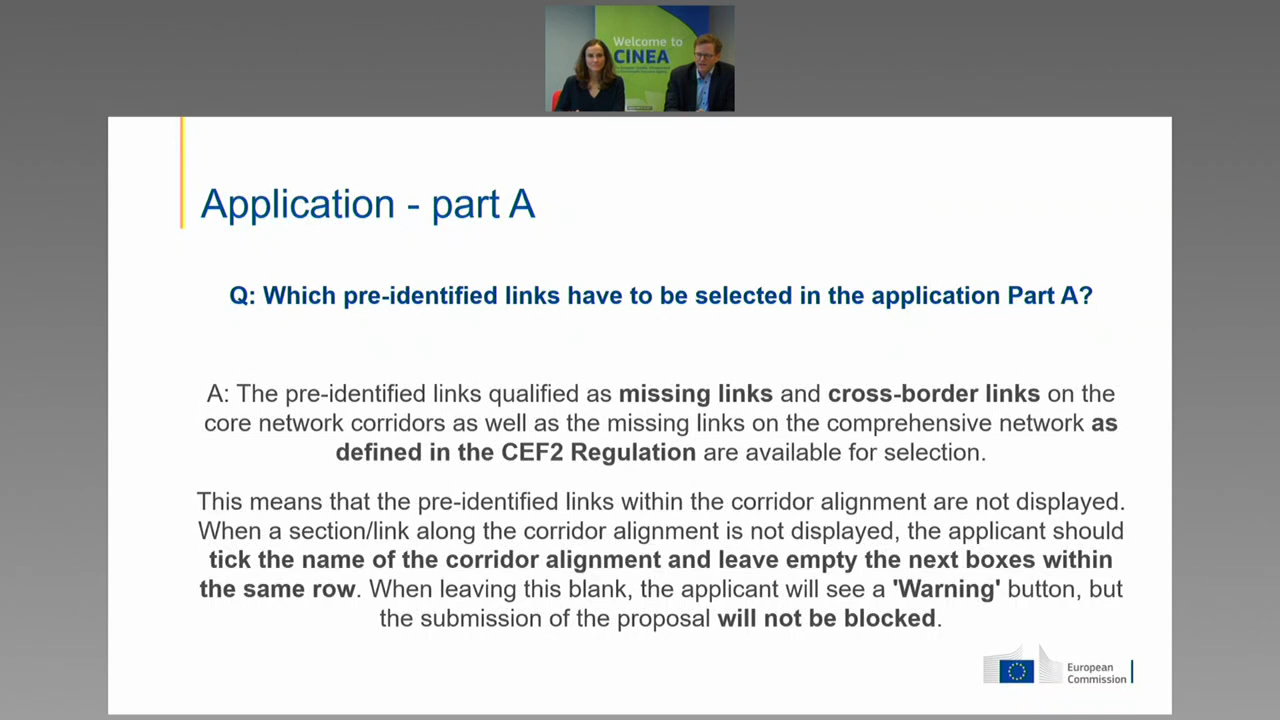 Welcome to
CINEA
Application - part A
Q: Which pre-identified links have to be selected in the application Part A?
A: The pre-identified links qualified as missing links and cross-border links on the
core network corridors as well as the missing links on the comprehensive network as
defined in the CEF2 Regulation are available for selection.
This means that the pre-identified links within the corridor alignment are not displayed.
When a section/link along the corridor alignment is not displayed, the applicant should
tick the name of the corridor alignment and leave empty the next boxes within
the same row. When leaving this blank, the applicant will see a 'Warning' button, but
the submission of the proposal will not be blocked.
European
Commission